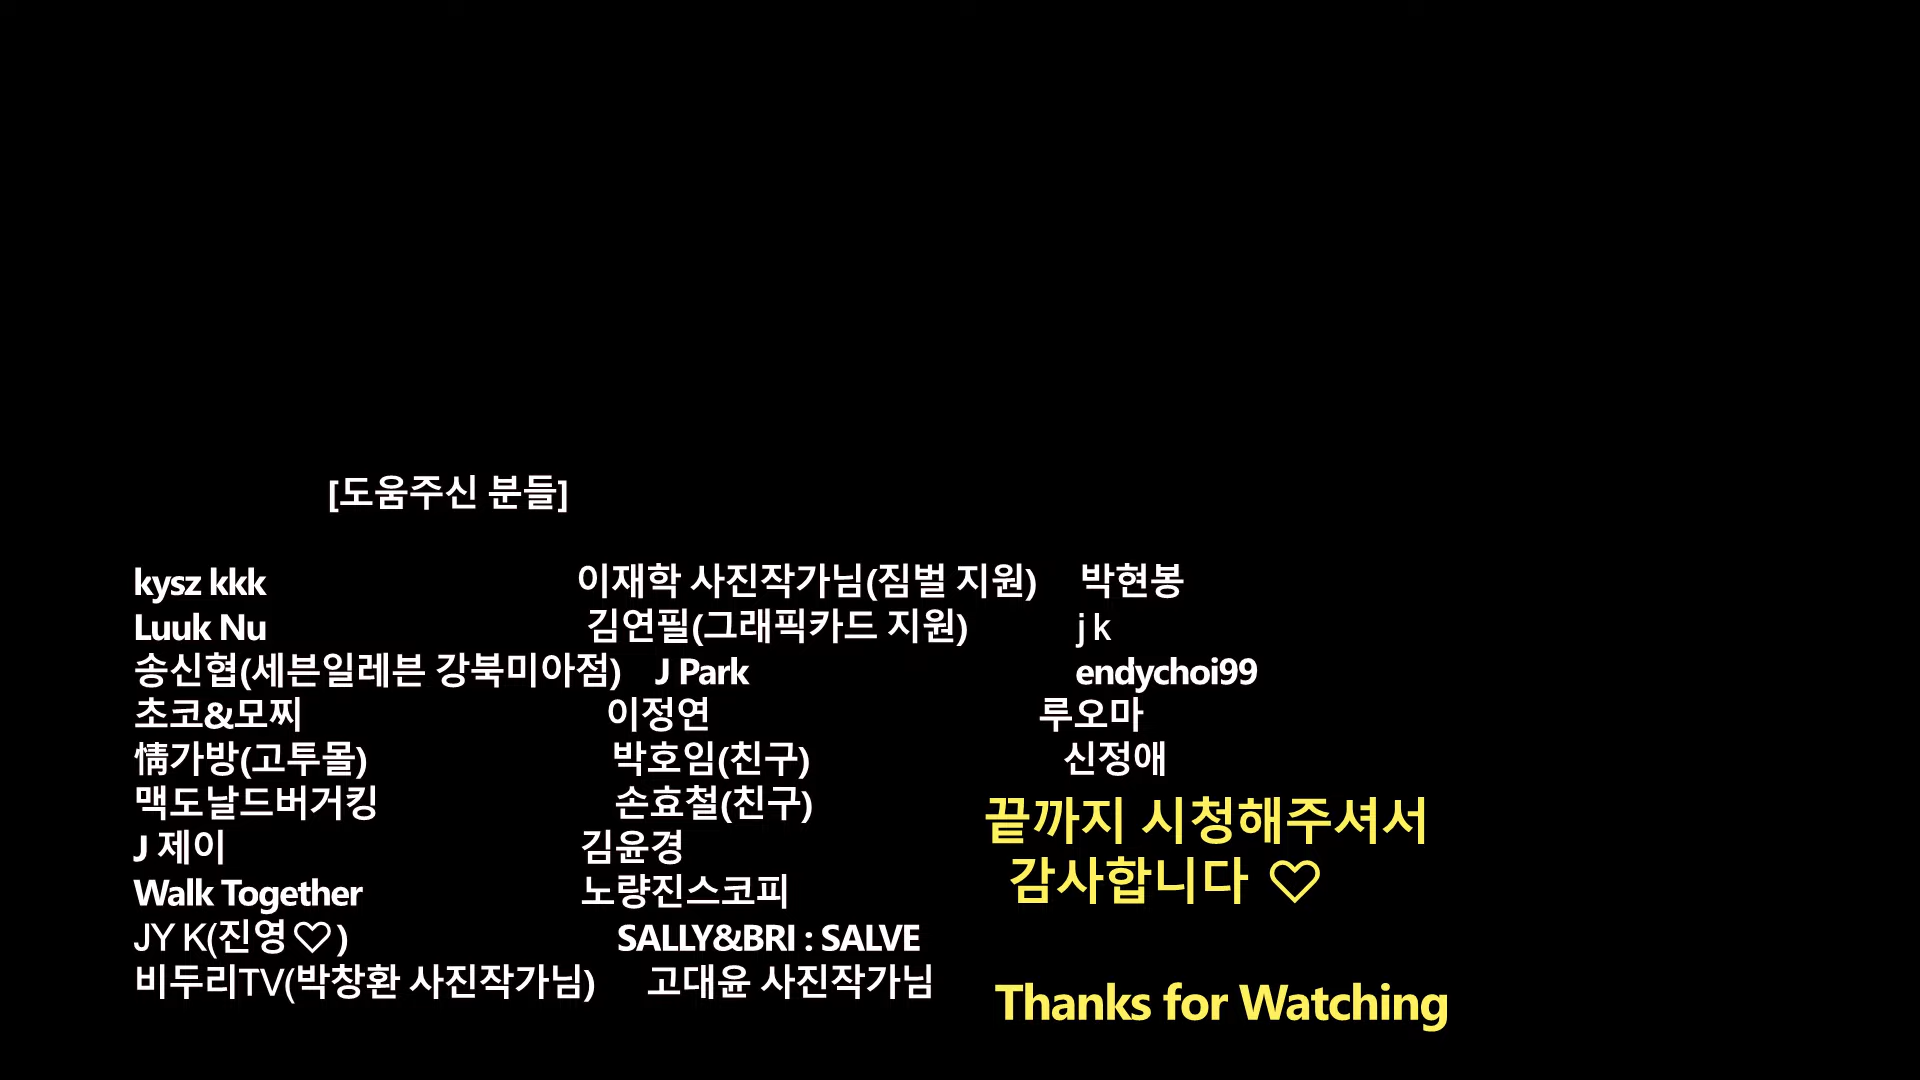 [도움주신 분들]
kysz kkk 이재학 사진작가님(짐벌 지원) 박현봉
Luuk Nu 김연필(그래픽카드 지원) j k
송신협(세븐일레븐 강북미아점) J Park endychoi99
초코&모찌 이정연 루오마
情가방(고투몰) 박호임(친구) 신정애
맥도날드버거킹 손효철(친구)
J 제이 김윤경
Walk Together 노량진스코피
JY K(진영♡) SALLY&BRI : SALVE
비두리TV(박창환 사진작가님) 고대윤 사진작가님
끝까지 시청해주셔서
감사합니다 ♡
Thanks for Watching